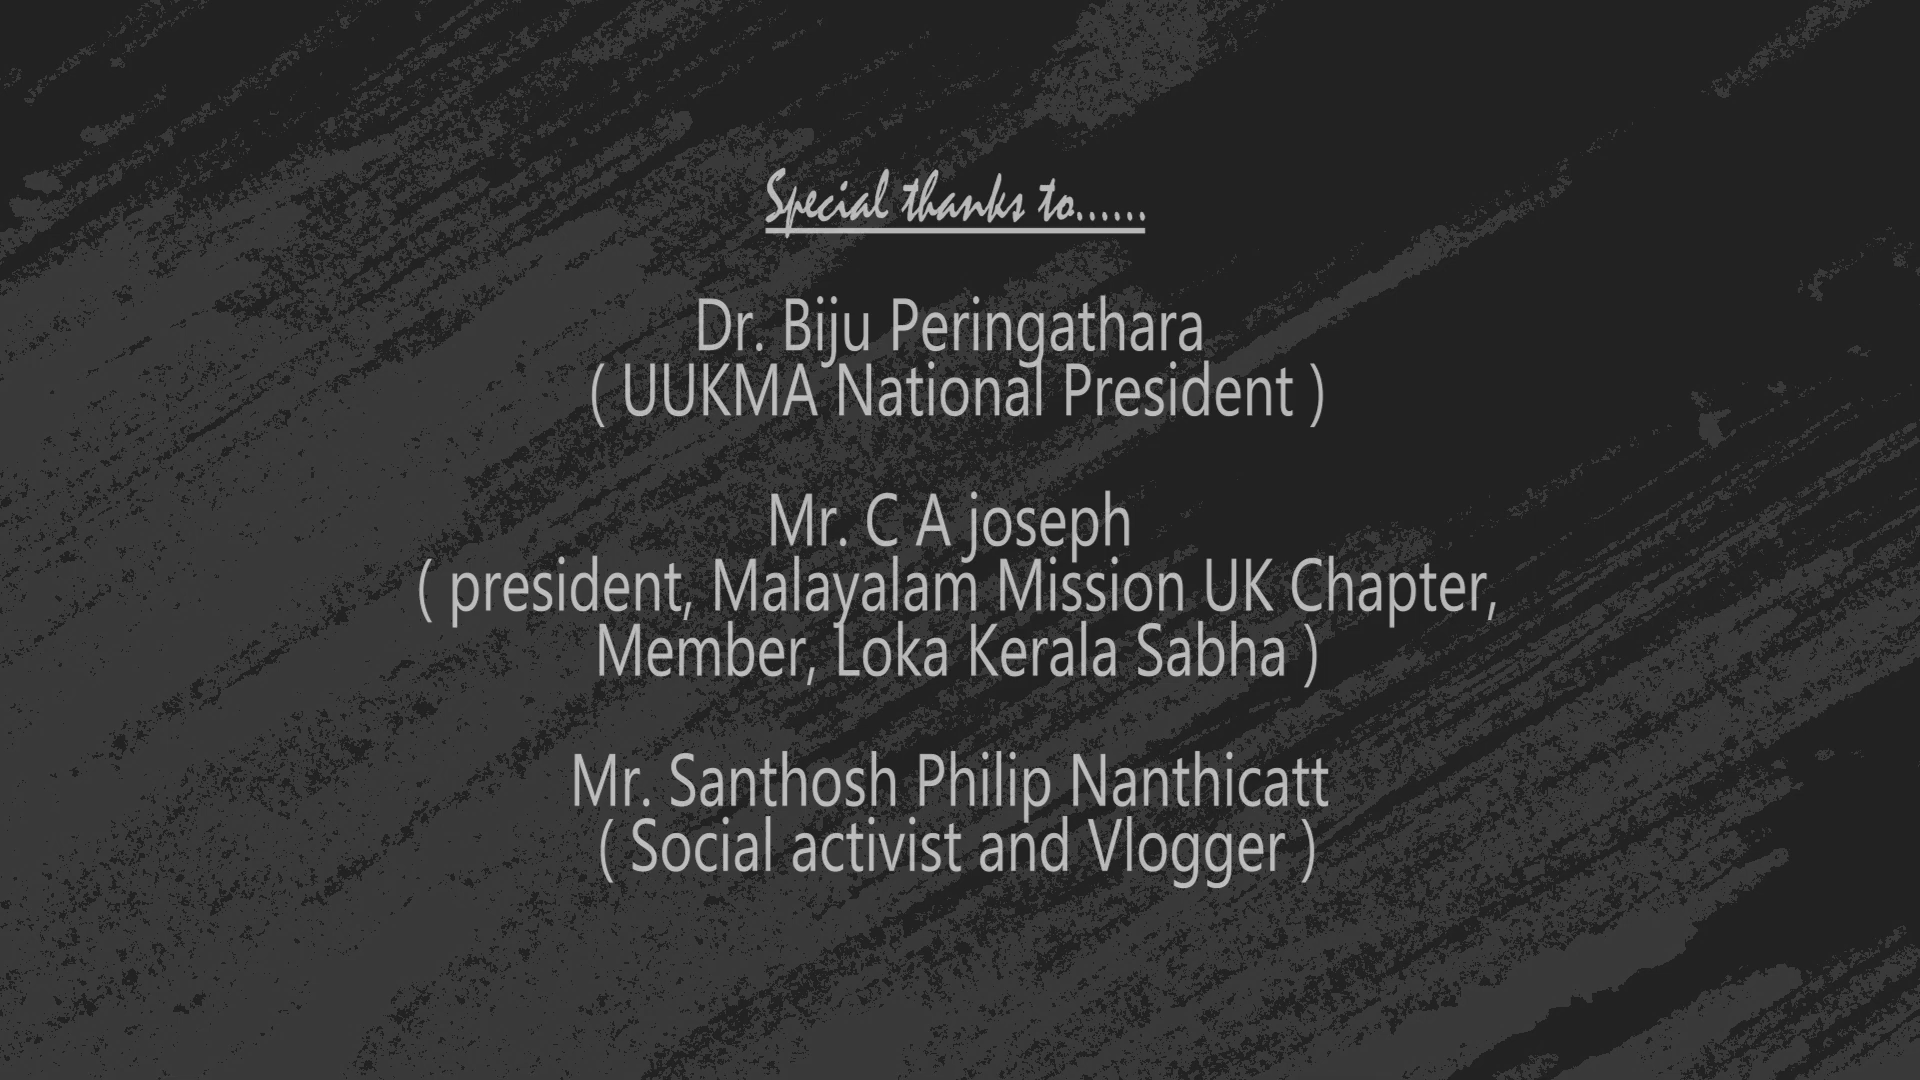 Special thanks to......
Dr. Biju Peringathara
( UUKMA National President )
Mr. C A joseph
( president, Malayalam Mission UK Chapter,
Member, Loka Kerala Sabha )
Mr. Santhosh Philip Nanthicatt
( Social activist and Vlogger )